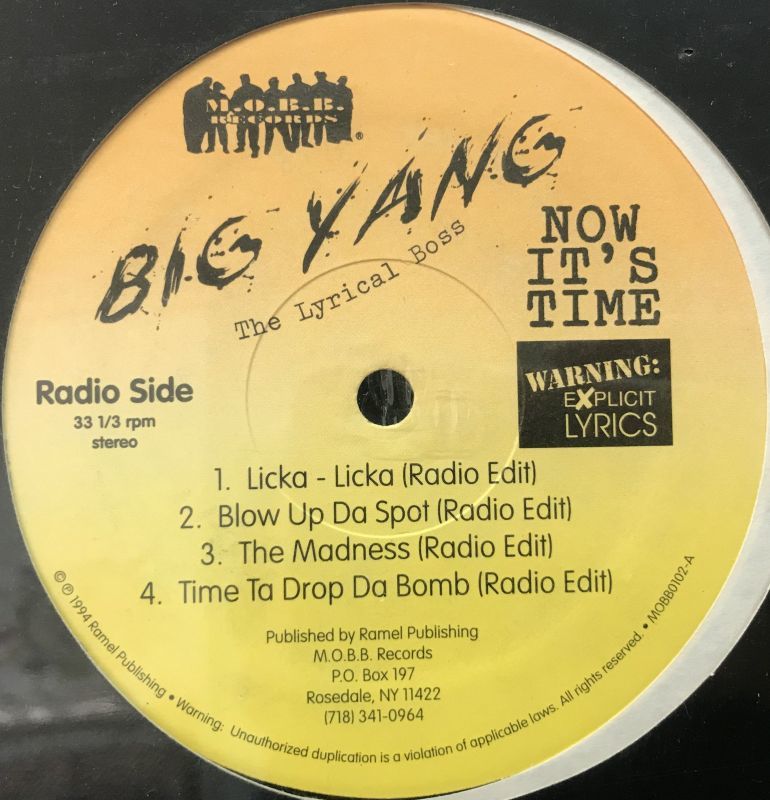 M.O.B.B.
RECORDS
®
BIG YANG
The Lyrical Boss
NOW
IT'S
TIME
Radio Side
33 1/3 rpm
stereo
WARNING:
EXPLICIT
LYRICS
1. Licka - Licka (Radio Edit)
2. Blow Up Da Spot (Radio Edit)
3. The Madness (Radio Edit)
4. Time Ta Drop Da Bomb (Radio Edit)
Published by Ramel Publishing
M.O.B.B. Records
P.O. Box 197
Rosedale, NY 11422
(718) 341-0964
© ℗ 1994 Ramel Publishing • Warning: Unauthorized duplication is a violation of applicable laws. All rights reserved. • MOBB0102-A